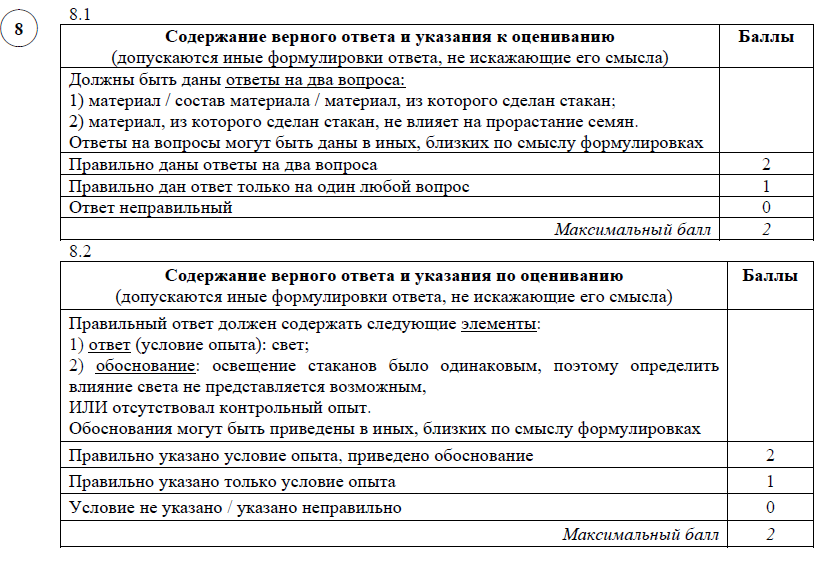 8
8.1
Содержание верного ответа и указания к оцениванию
(допускаются иные формулировки ответа, не искажающие его смысла)
Баллы
Должны быть даны ответы на два вопроса:
1) материал / состав материала / материал, из которого сделан стакан;
2) материал, из которого сделан стакан, не влияет на прорастание семян.
Ответы на вопросы могут быть даны в иных, близких по смыслу формулировках
Правильно даны ответы на два вопроса 2
Правильно дан ответ только на один любой вопрос 1
Ответ неправильный 0
Максимальный балл 2
8.2
Содержание верного ответа и указания по оцениванию
(допускаются иные формулировки ответа, не искажающие его смысла)
Баллы
Правильный ответ должен содержать следующие элементы:
1) ответ (условие опыта): свет;
2) обоснование: освещение стаканов было одинаковым, поэтому определить
влияние света не представляется возможным,
ИЛИ отсутствовал контрольный опыт.
Обоснования могут быть приведены в иных, близких по смыслу формулировках
Правильно указано условие опыта, приведено обоснование 2
Правильно указано только условие опыта 1
Условие не указано / указано неправильно 0
Максимальный балл 2